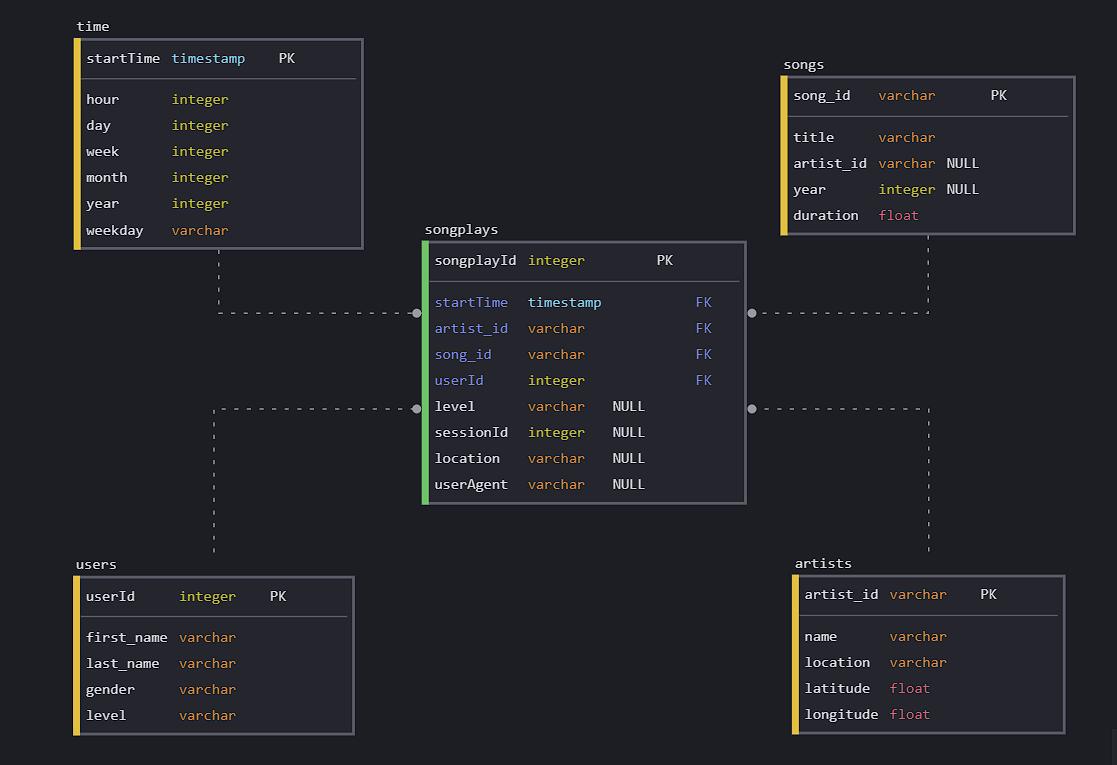 time
startTime timestamp PK
hour integer
day integer
week integer
month integer
year integer
weekday varchar
songs
song_id varchar PK
title varchar
artist_id varchar NULL
year integer NULL
duration float
songplays
songplayId integer PK
startTime timestamp FK
artist_id varchar FK
song_id varchar FK
userId integer FK
level varchar NULL
sessionId integer NULL
location varchar NULL
userAgent varchar NULL
users
userId integer PK
first_name varchar
last_name varchar
gender varchar
level varchar
artists
artist_id varchar PK
name varchar
location varchar
latitude float
longitude float